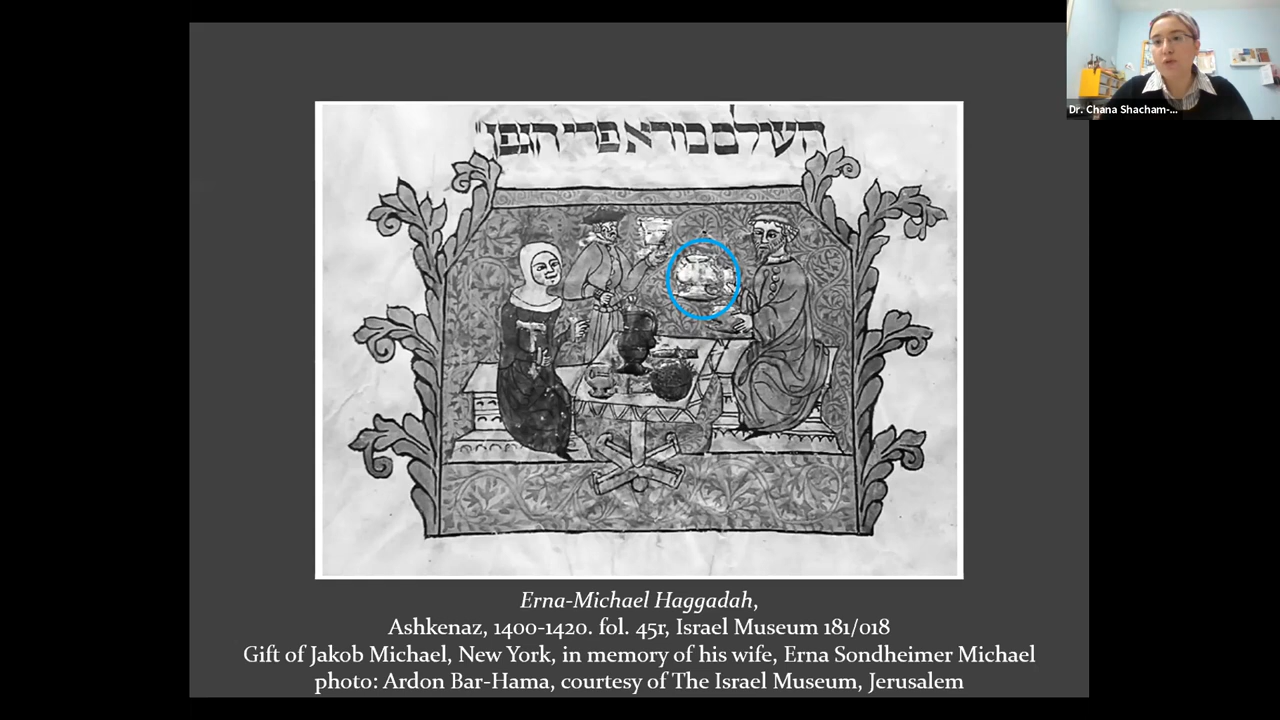 השולם בורא פרי הגפן
Erna-Michael Haggadah,
Ashkenaz, 1400-1420. fol. 45r, Israel Museum 181/018
Gift of Jakob Michael, New York, in memory of his wife, Erna Sondheimer Michael
photo: Ardon Bar-Hama, courtesy of The Israel Museum, Jerusalem
Dr. Chana Shacham-...